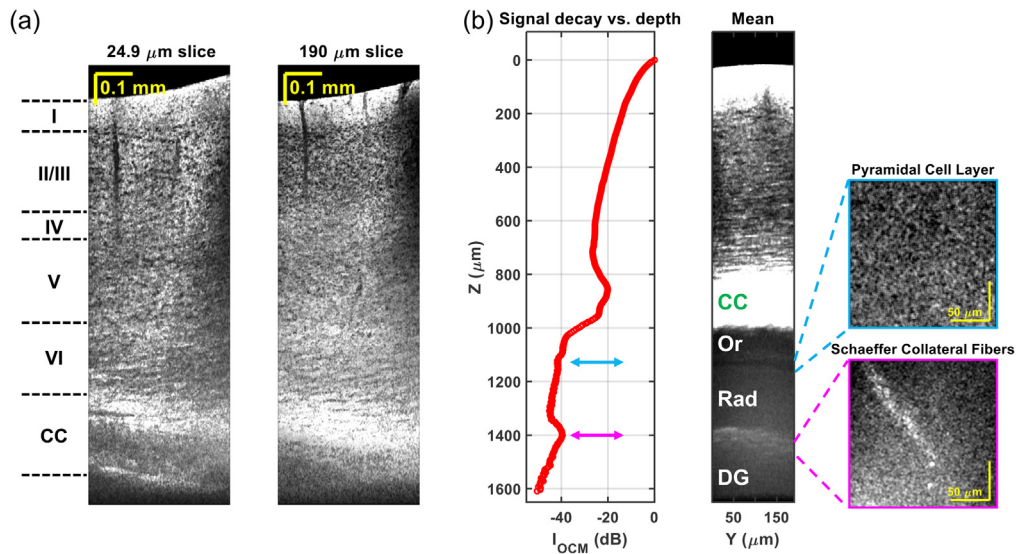 (a)
24.9 μm slice
190 μm slice
0.1 mm
0.1 mm
I
II/III
IV
V
VI
CC
(b)
Signal decay vs. depth
Z (μm)
0
200
400
600
800
1000
1200
1400
1600
-40 -20 0
I_OCM (dB)
Mean
CC
Or
Rad
DG
50 150
Y (μm)
Pyramidal Cell Layer
50 μm
Schaeffer Collateral Fibers
50 μm